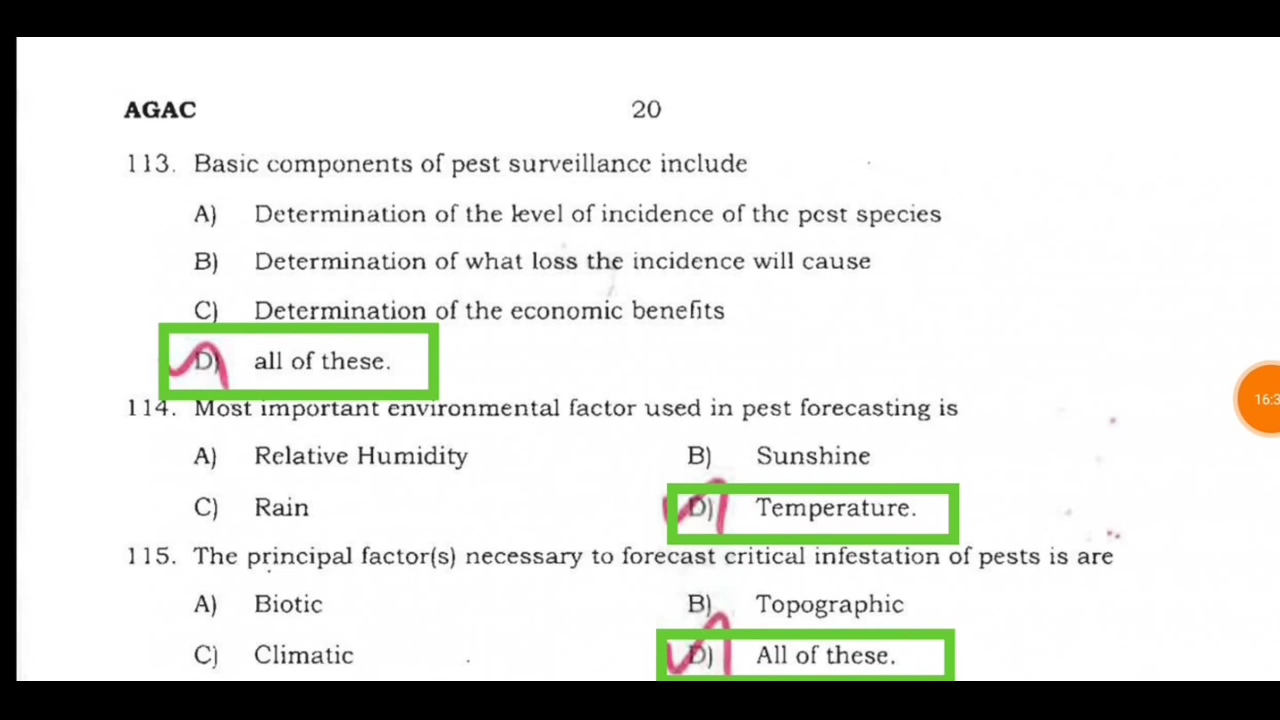 AGAC 20
113. Basic components of pest surveillance include
A) Determination of the level of incidence of the pest species
B) Determination of what loss the incidence will cause
C) Determination of the economic benefits
D) all of these.
114. Most important environmental factor used in pest forecasting is
A) Relative Humidity B) Sunshine
C) Rain D) Temperature.
16:3
115. The principal factor(s) necessary to forecast critical infestation of pests is are
A) Biotic B) Topographic
C) Climatic D) All of these.